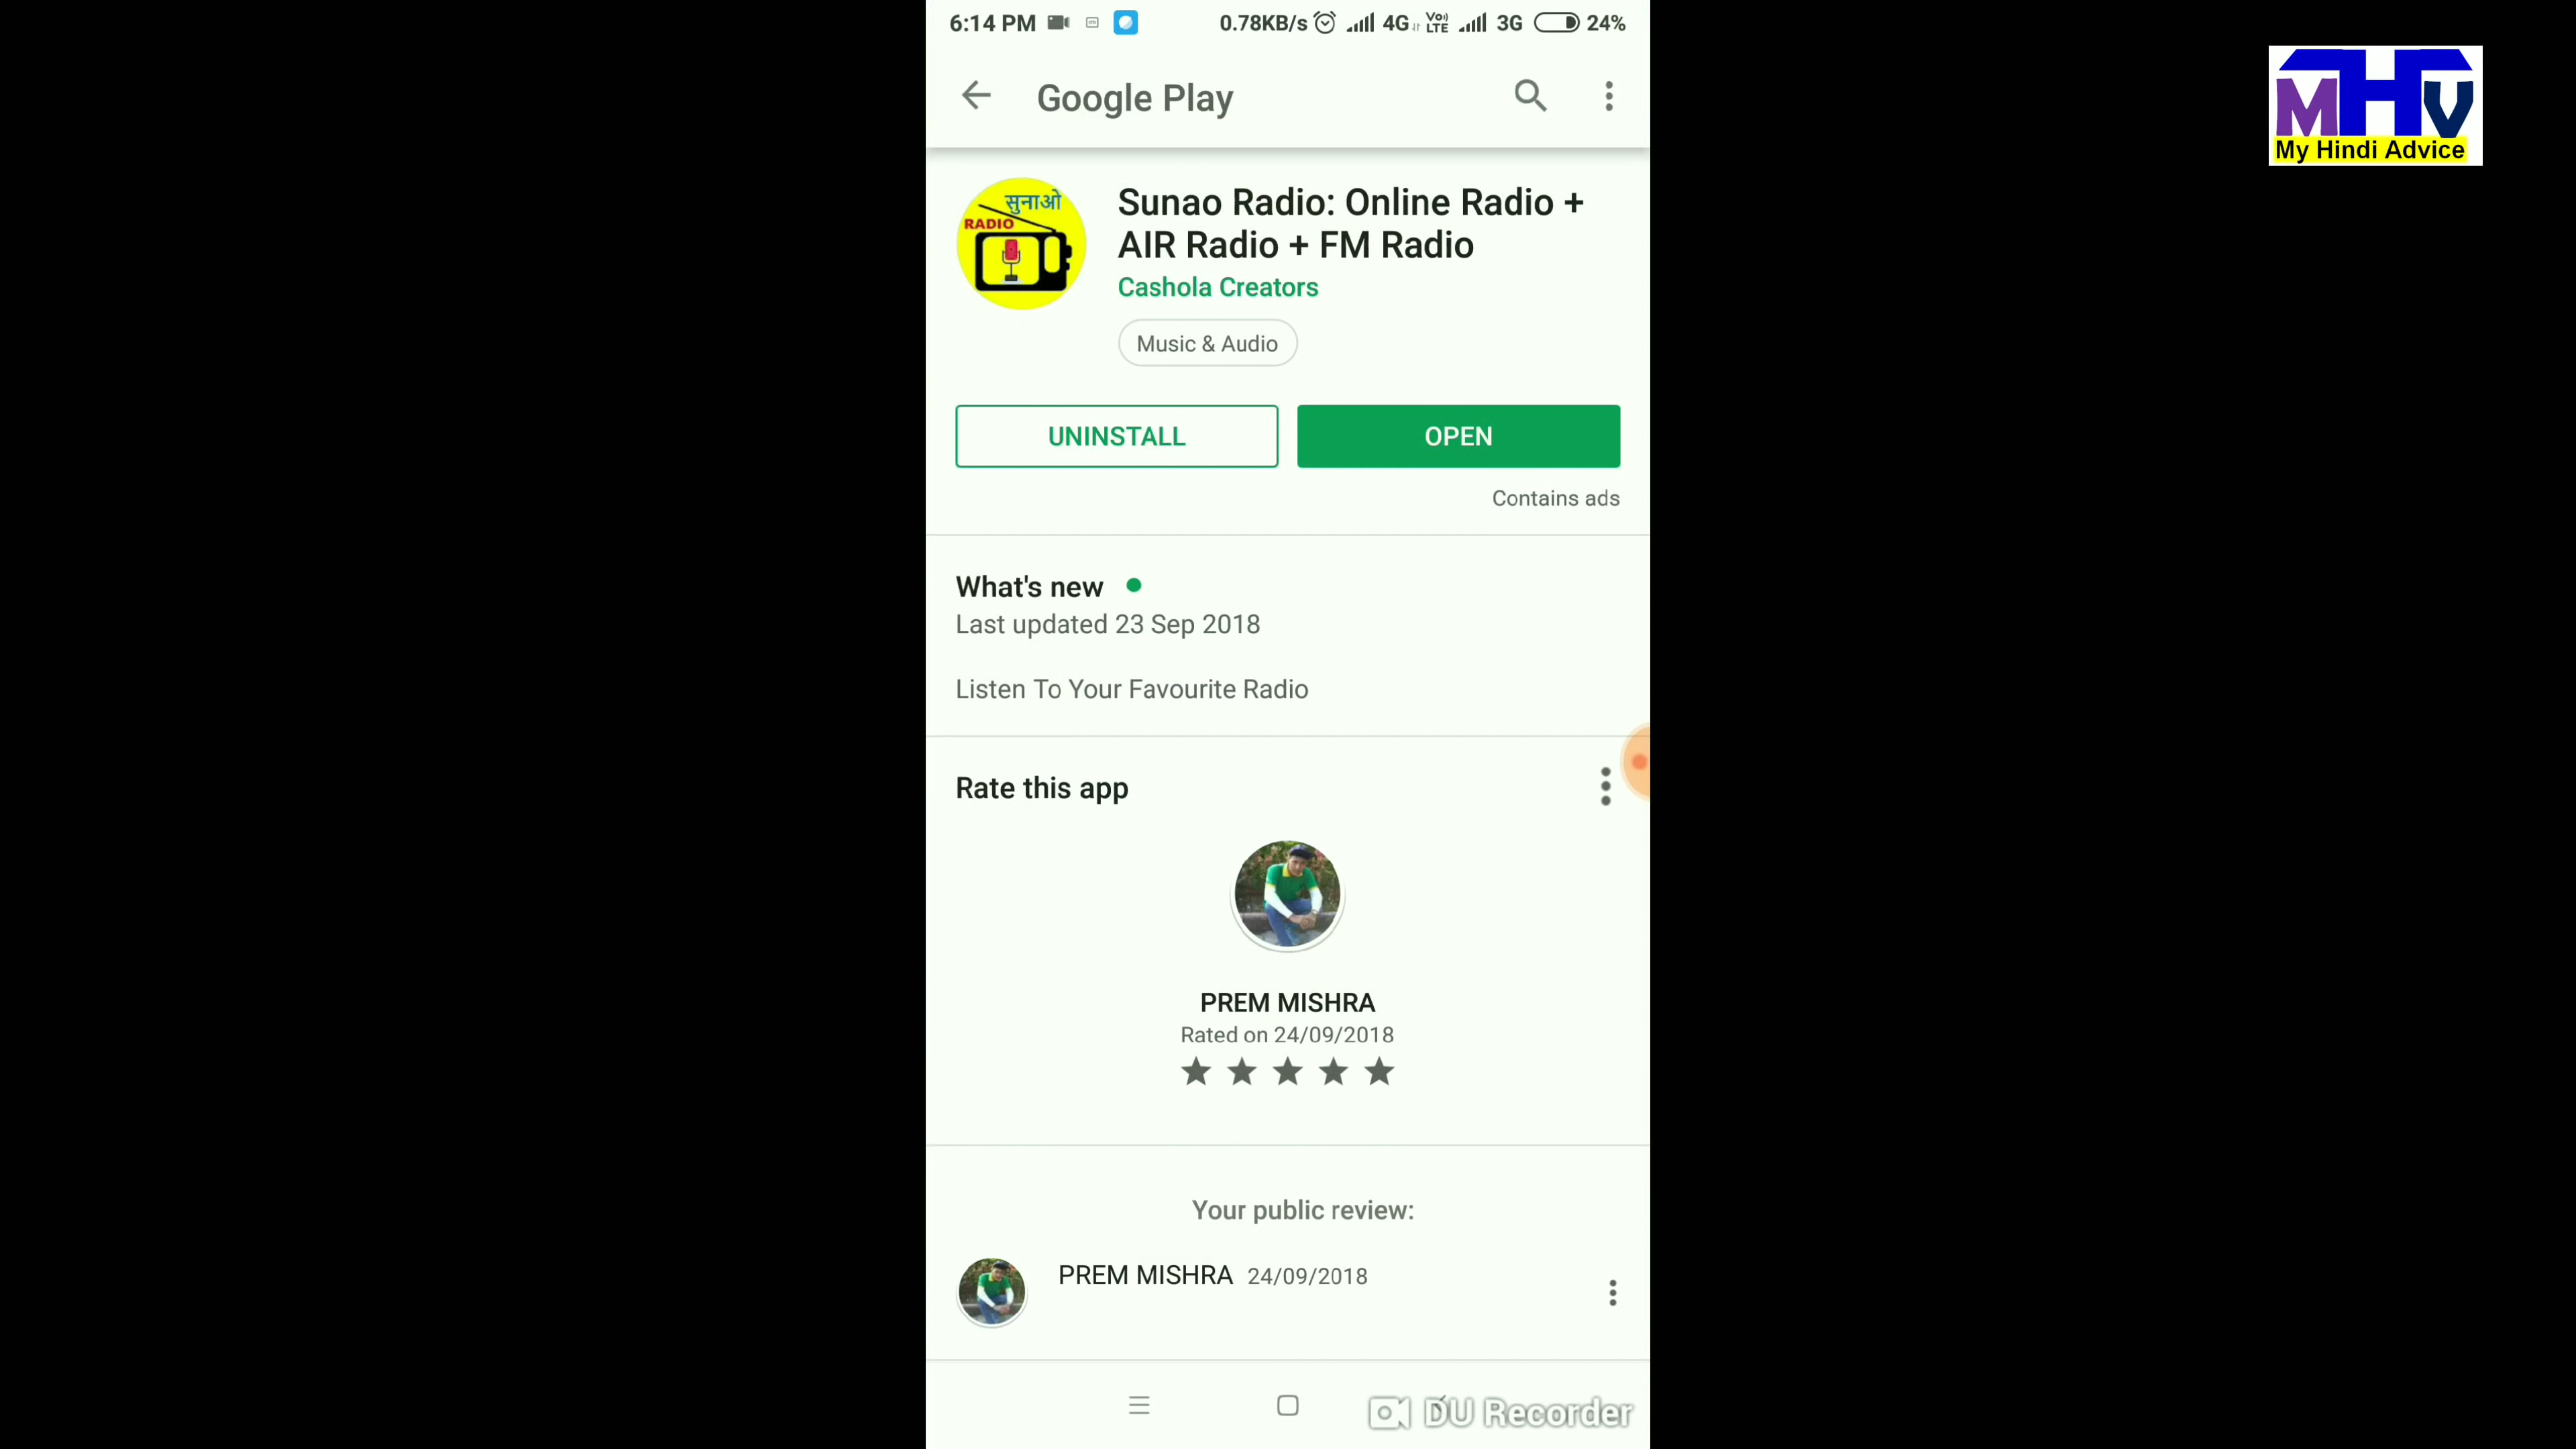 6:14 PM 0.78KB/s 4G VoLTE 3G 24%
Google Play
MHV
My Hindi Advice
सुनाओ
RADIO
Sunao Radio: Online Radio +
AIR Radio + FM Radio
Cashola Creators
Music & Audio
UNINSTALL OPEN
Contains ads
What's new
Last updated 23 Sep 2018
Listen To Your Favourite Radio
Rate this app
PREM MISHRA
Rated on 24/09/2018
Your public review:
PREM MISHRA 24/09/2018
DU Recorder